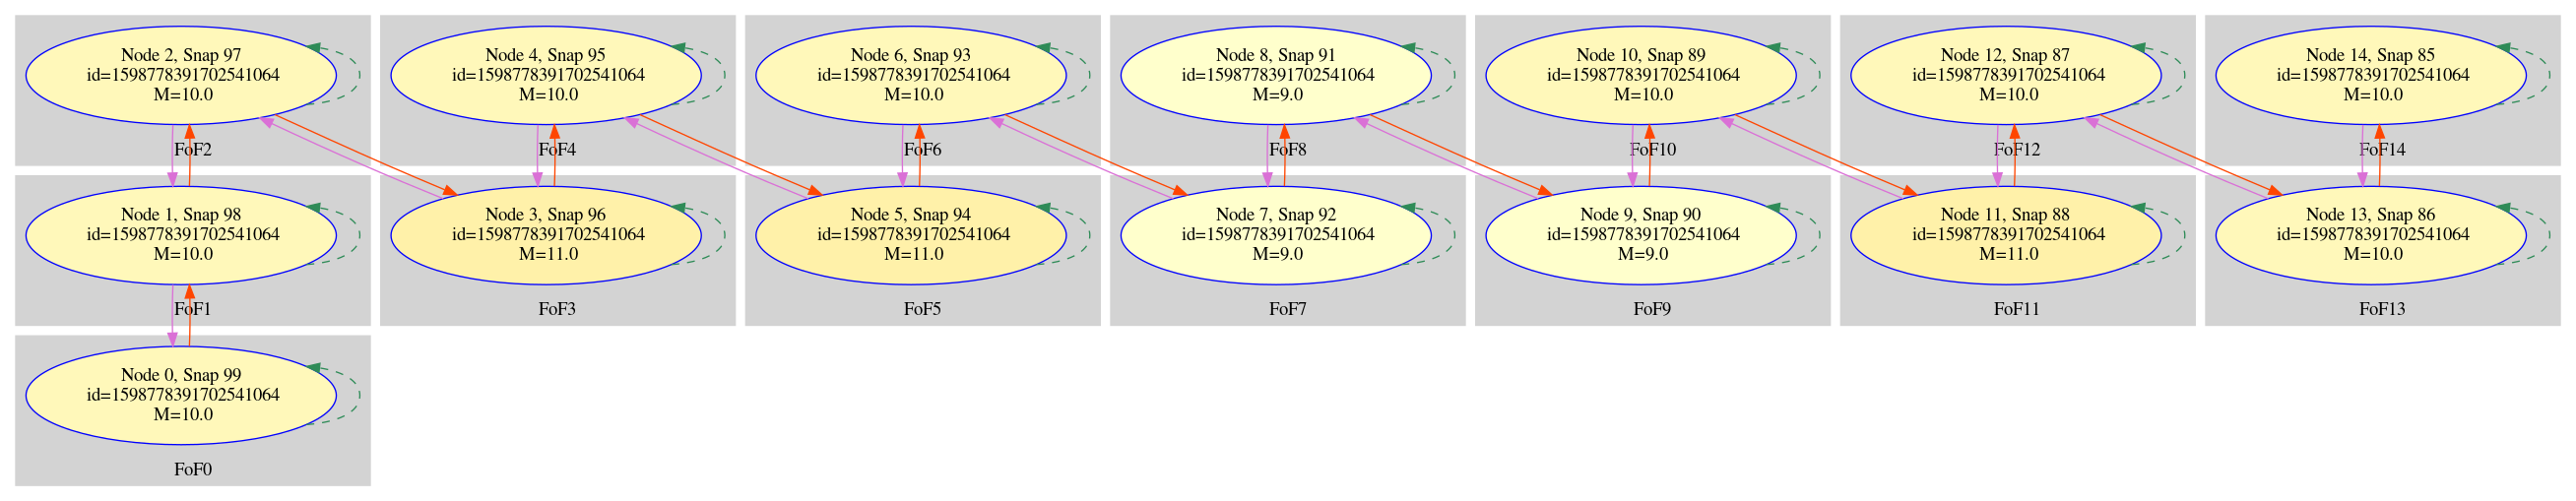 Node 2, Snap 97
id=1598778391702541064
M=10.0
FoF2
Node 4, Snap 95
id=1598778391702541064
M=10.0
FoF4
Node 6, Snap 93
id=1598778391702541064
M=10.0
FoF6
Node 8, Snap 91
id=1598778391702541064
M=9.0
FoF8
Node 10, Snap 89
id=1598778391702541064
M=10.0
FoF10
Node 12, Snap 87
id=1598778391702541064
M=10.0
FoF12
Node 14, Snap 85
id=1598778391702541064
M=10.0
FoF14
Node 1, Snap 98
id=1598778391702541064
M=10.0
FoF1
Node 3, Snap 96
id=1598778391702541064
M=11.0
FoF3
Node 5, Snap 94
id=1598778391702541064
M=11.0
FoF5
Node 7, Snap 92
id=1598778391702541064
M=9.0
FoF7
Node 9, Snap 90
id=1598778391702541064
M=9.0
FoF9
Node 11, Snap 88
id=1598778391702541064
M=11.0
FoF11
Node 13, Snap 86
id=1598778391702541064
M=10.0
FoF13
Node 0, Snap 99
id=1598778391702541064
M=10.0
FoF0